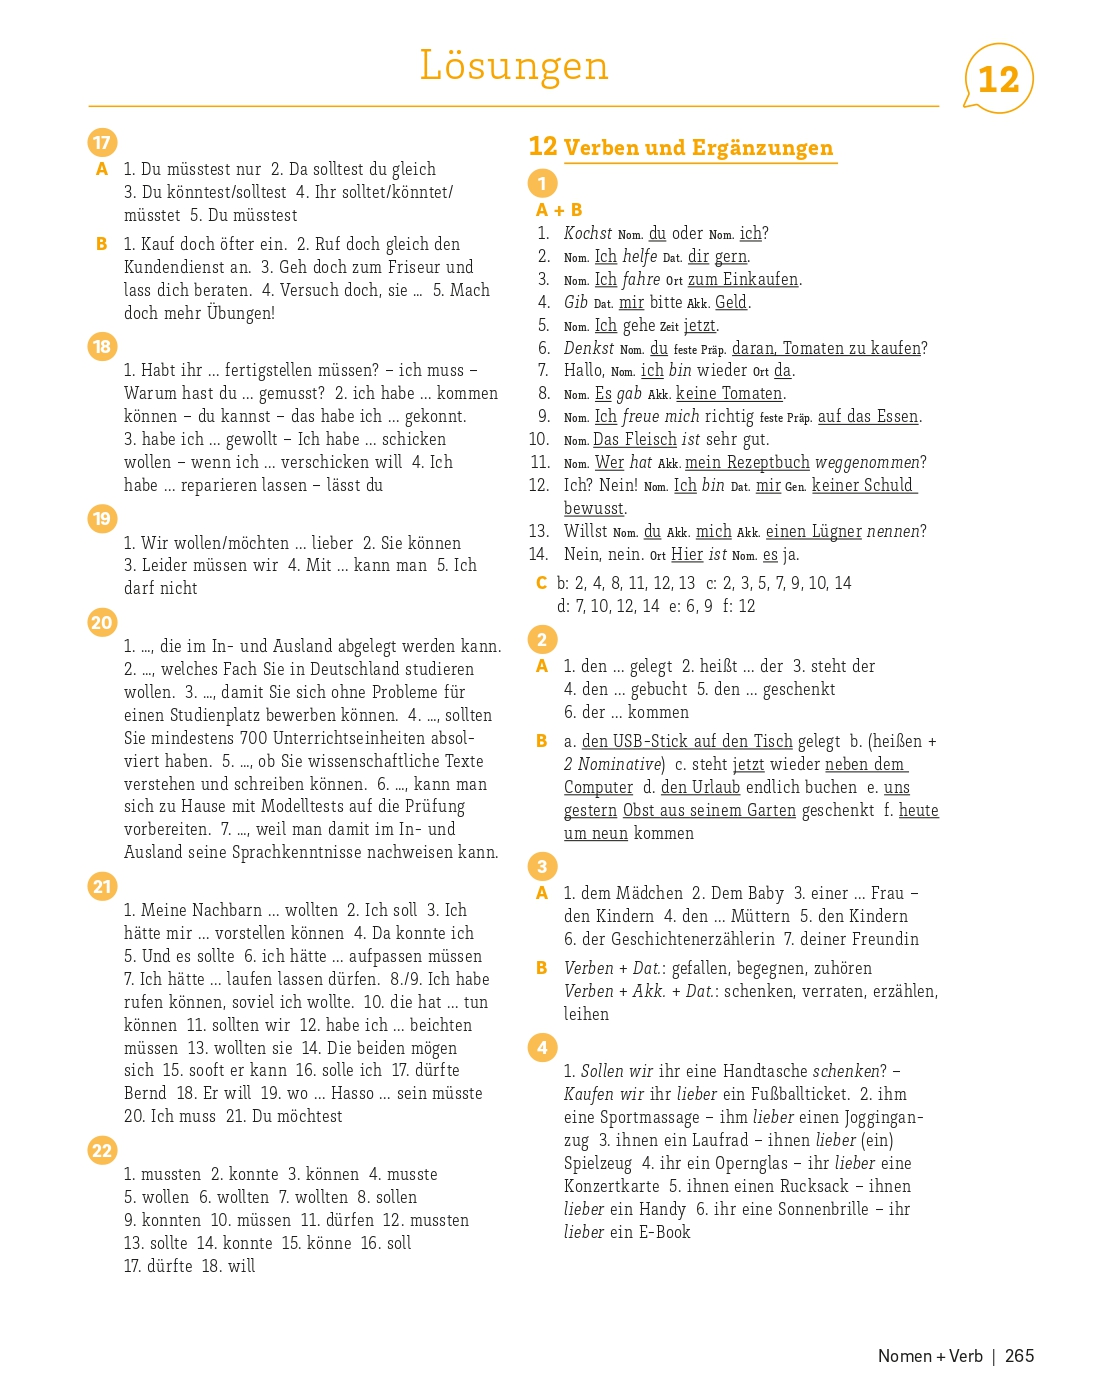 Lösungen
12
17
A 1. Du müsstest nur 2. Da solltest du gleich
3. Du könntest/solltest 4. Ihr solltet/könntet/
müsstet 5. Du müsstest
B 1. Kauf doch öfter ein. 2. Ruf doch gleich den
Kundendienst an. 3. Geh doch zum Friseur und
lass dich beraten. 4. Versuch doch, sie ... 5. Mach
doch mehr Übungen!
18
1. Habt ihr ... fertigstellen müssen? – ich muss –
Warum hast du ... gemusst? 2. ich habe ... kommen
können – du kannst – das habe ich ... gekonnt.
3. habe ich ... gewollt – Ich habe ... schicken
wollen – wenn ich ... verschicken will 4. Ich
habe ... reparieren lassen – lässt du
19
1. Wir wollen/möchten ... lieber 2. Sie können
3. Leider müssen wir 4. Mit ... kann man 5. Ich
darf nicht
20
1. ..., die im In- und Ausland abgelegt werden kann.
2. ..., welches Fach Sie in Deutschland studieren
wollen. 3. ..., damit Sie sich ohne Probleme für
einen Studienplatz bewerben können. 4. ..., sollten
Sie mindestens 700 Unterrichtseinheiten absol-
viert haben. 5. ..., ob Sie wissenschaftliche Texte
verstehen und schreiben können. 6. ..., kann man
sich zu Hause mit Modelltests auf die Prüfung
vorbereiten. 7. ..., weil man damit im In- und
Ausland seine Sprachkenntnisse nachweisen kann.
21
1. Meine Nachbarn ... wollten 2. Ich soll 3. Ich
hätte mir ... vorstellen können 4. Da konnte ich
5. Und es sollte 6. ich hätte ... aufpassen müssen
7. Ich hätte ... laufen lassen dürfen. 8./9. Ich habe
rufen können, soviel ich wollte. 10. die hat ... tun
können 11. sollten wir 12. habe ich ... beichten
müssen 13. wollten sie 14. Die beiden mögen
sich 15. sooft er kann 16. solle ich 17. dürfte
Bernd 18. Er will 19. wo ... Hasso ... sein müsste
20. Ich muss 21. Du möchtest
22
1. mussten 2. konnte 3. können 4. musste
5. wollen 6. wollten 7. wollten 8. sollen
9. konnten 10. müssen 11. dürfen 12. mussten
13. sollte 14. konnte 15. könne 16. soll
17. dürfte 18. will
12 Verben und Ergänzungen
1
A + B
1. Kochst Nom. du oder Nom. ich?
2. Nom. Ich helfe Dat. dir gern.
3. Nom. Ich fahre Ort zum Einkaufen.
4. Gib Dat. mir bitte Akk. Geld.
5. Nom. Ich gehe Zeit jetzt.
6. Denkst Nom. du feste Präp. daran, Tomaten zu kaufen?
7. Hallo, Nom. ich bin wieder Ort da.
8. Nom. Es gab Akk. keine Tomaten.
9. Nom. Ich freue mich richtig feste Präp. auf das Essen.
10. Nom. Das Fleisch ist sehr gut.
11. Nom. Wer hat Akk. mein Rezeptbuch weggenommen?
12. Ich? Nein! Nom. Ich bin Dat. mir Gen. keiner Schuld
bewusst.
13. Willst Nom. du Akk. mich Akk. einen Lügner nennen?
14. Nein, nein. Ort Hier ist Nom. es ja.
C b: 2, 4, 8, 11, 12, 13 c: 2, 3, 5, 7, 9, 10, 14
d: 7, 10, 12, 14 e: 6, 9 f: 12
2
A 1. den ... gelegt 2. heißt ... der 3. steht der
4. den ... gebucht 5. den ... geschenkt
6. der ... kommen
B a. den USB-Stick auf den Tisch gelegt b. (heißen +
2 Nominative) c. steht jetzt wieder neben dem
Computer d. den Urlaub endlich buchen e. uns
gestern Obst aus seinem Garten geschenkt f. heute
um neun kommen
3
A 1. dem Mädchen 2. Dem Baby 3. einer ... Frau –
den Kindern 4. den ... Müttern 5. den Kindern
6. der Geschichtenerzählerin 7. deiner Freundin
B Verben + Dat.: gefallen, begegnen, zuhören
Verben + Akk. + Dat.: schenken, verraten, erzählen,
leihen
4
1. Sollen wir ihr eine Handtasche schenken? –
Kaufen wir ihr lieber ein Fußballticket. 2. ihm
eine Sportmassage – ihm lieber einen Joggingan-
zug 3. ihnen ein Laufrad – ihnen lieber (ein)
Spielzeug 4. ihr ein Opernglas – ihr lieber eine
Konzertkarte 5. ihnen einen Rucksack – ihnen
lieber ein Handy 6. ihr eine Sonnenbrille – ihr
lieber ein E-Book
Nomen + Verb | 265